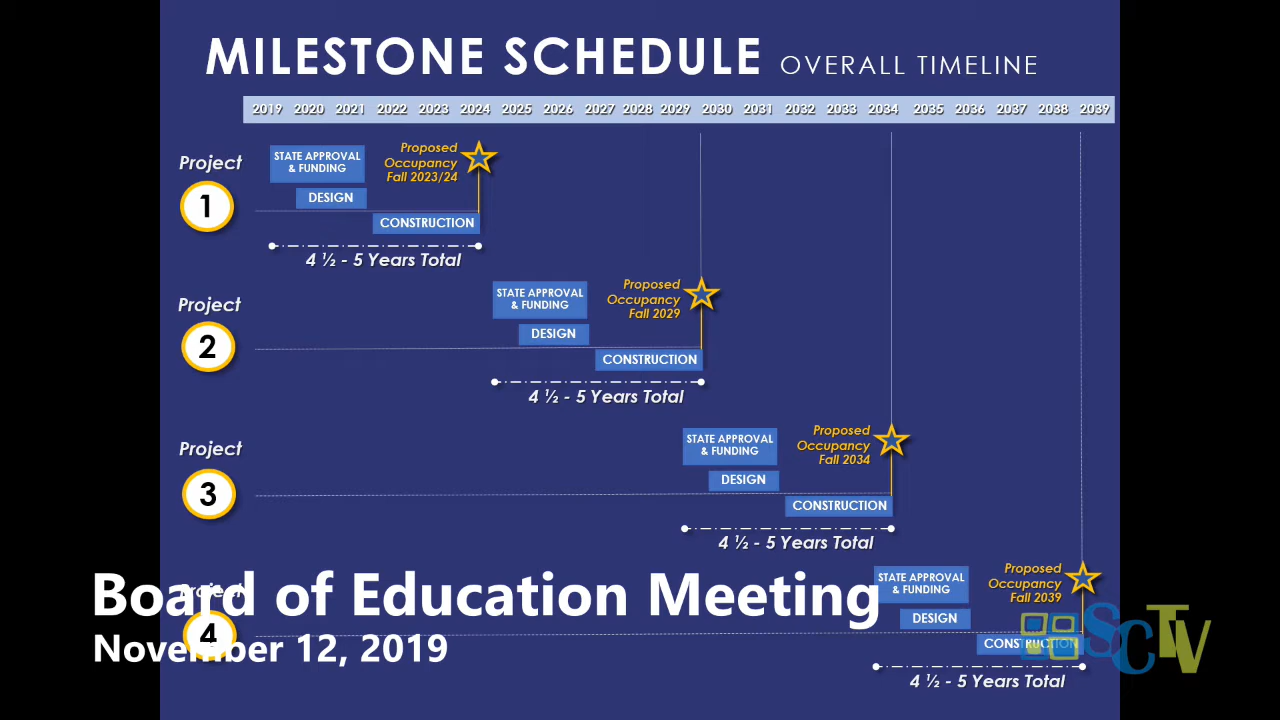 MILESTONE SCHEDULE OVERALL TIMELINE
2019 2020 2021 2022 2023 2024 2025 2026 2027 2028 2029 2030 2031 2032 2033 2034 2035 2036 2037 2038 2039
Project
1
STATE APPROVAL
& FUNDING
DESIGN
CONSTRUCTION
Proposed
Occupancy
Fall 2023/24
4 ½ - 5 Years Total
Project
2
STATE APPROVAL
& FUNDING
DESIGN
CONSTRUCTION
Proposed
Occupancy
Fall 2029
4 ½ - 5 Years Total
Project
3
STATE APPROVAL
& FUNDING
DESIGN
CONSTRUCTION
Proposed
Occupancy
Fall 2034
4 ½ - 5 Years Total
Project
4
STATE APPROVAL
& FUNDING
DESIGN
CONSTRUCTION
Proposed
Occupancy
Fall 2039
4 ½ - 5 Years Total
Board of Education Meeting
November 12, 2019
SCTV